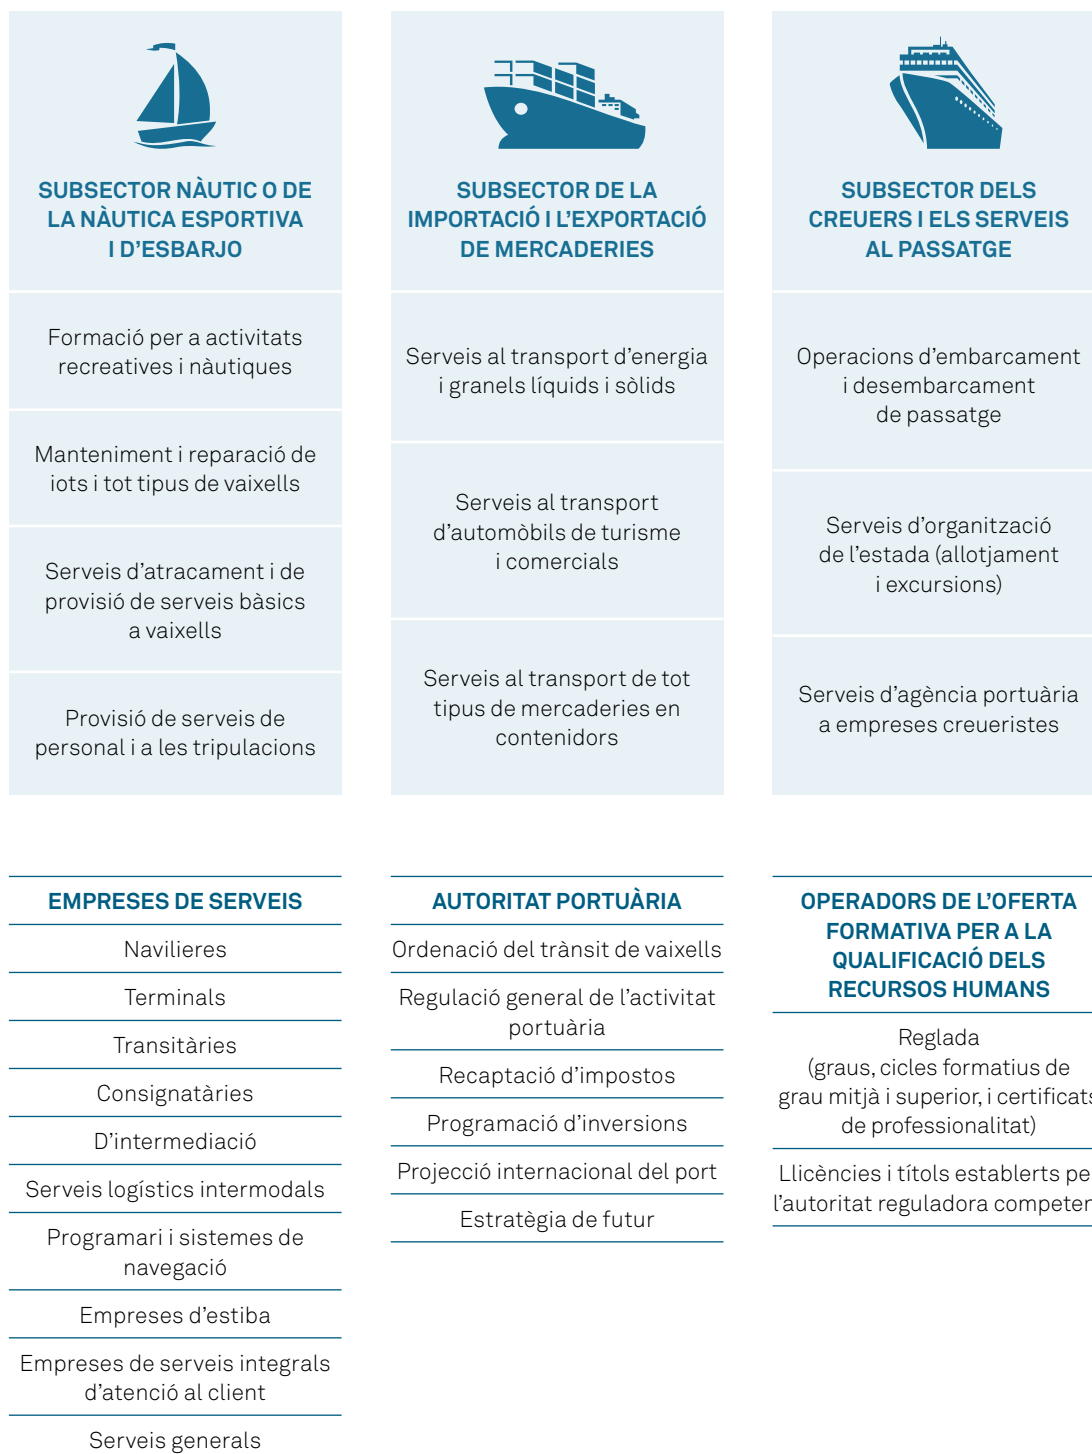 SUBSECTOR NÀUTIC O DE
LA NÀUTICA ESPORTIVA
I D'ESBARJO
Formació per a activitats
recreatives i nàutiques
Manteniment i reparació de
iots i tot tipus de vaixells
Serveis d'atracament i de
provisió de serveis bàsics
a vaixells
Provisió de serveis de
personal i a les tripulacions
SUBSECTOR DE LA
IMPORTACIÓ I L'EXPORTACIÓ
DE MERCADERIES
Serveis al transport d'energia
i granels líquids i sòlids
Serveis al transport
d'automòbils de turisme
i comercials
Serveis al transport de tot
tipus de mercaderies en
contenidors
SUBSECTOR DELS
CREUERS I ELS SERVEIS
AL PASSATGE
Operacions d'embarcament
i desembarcament
de passatge
Serveis d'organització
de l'estada (allotjament
i excursions)
Serveis d'agència portuària
a empreses creueristes
EMPRESES DE SERVEIS
Navilieres
Terminals
Transitàries
Consignatàries
D'intermediació
Serveis logístics intermodals
Programari i sistemes de
navegació
Empreses d'estiba
Empreses de serveis integrals
d'atenció al client
Serveis generals
AUTORITAT PORTUÀRIA
Ordenació del trànsit de vaixells
Regulació general de l'activitat
portuària
Recaptació d'impostos
Programació d'inversions
Projecció internacional del port
Estratègia de futur
OPERADORS DE L'OFERTA
FORMATIVA PER A LA
QUALIFICACIÓ DELS
RECURSOS HUMANS
Reglada
(graus, cicles formatius de
grau mitjà i superior, i certificats
de professionalitat)
Llicències i títols establerts pe
l'autoritat reguladora competen